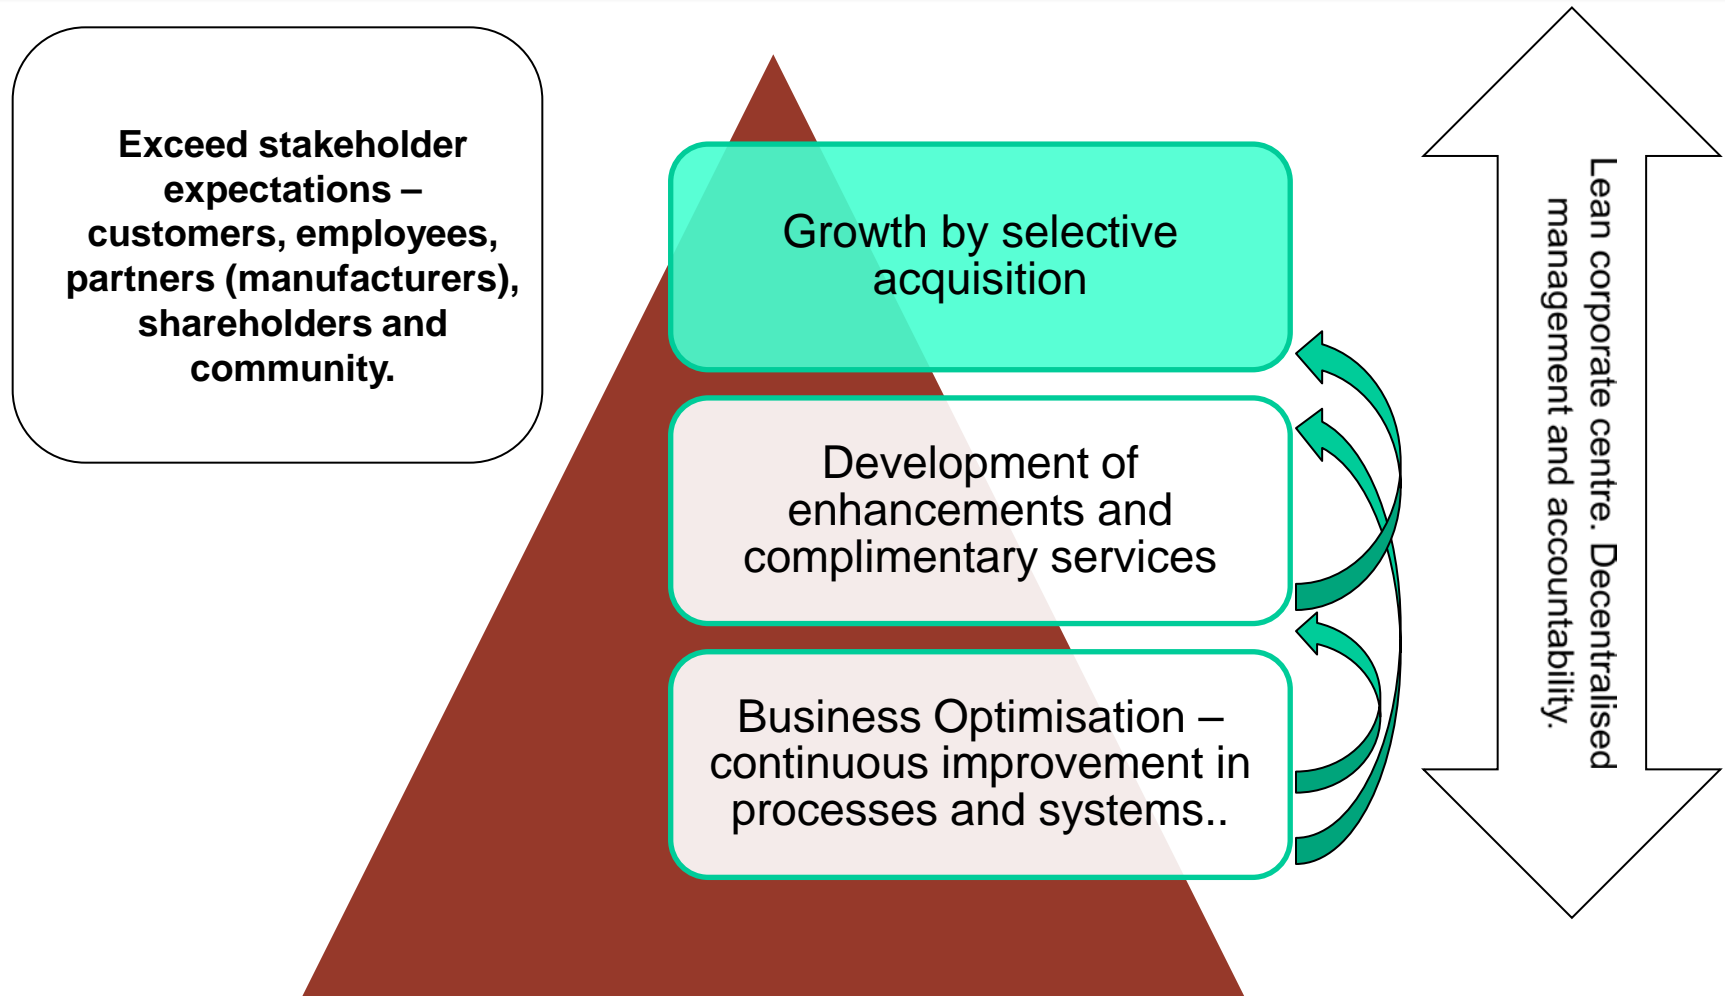 Exceed stakeholder
expectations –
customers, employees,
partners (manufacturers),
shareholders and
community.
Growth by selective
acquisition
Development of
enhancements and
complimentary services
Business Optimisation –
continuous improvement in
processes and systems..
Lean corporate centre. Decentralised
management and accountability.